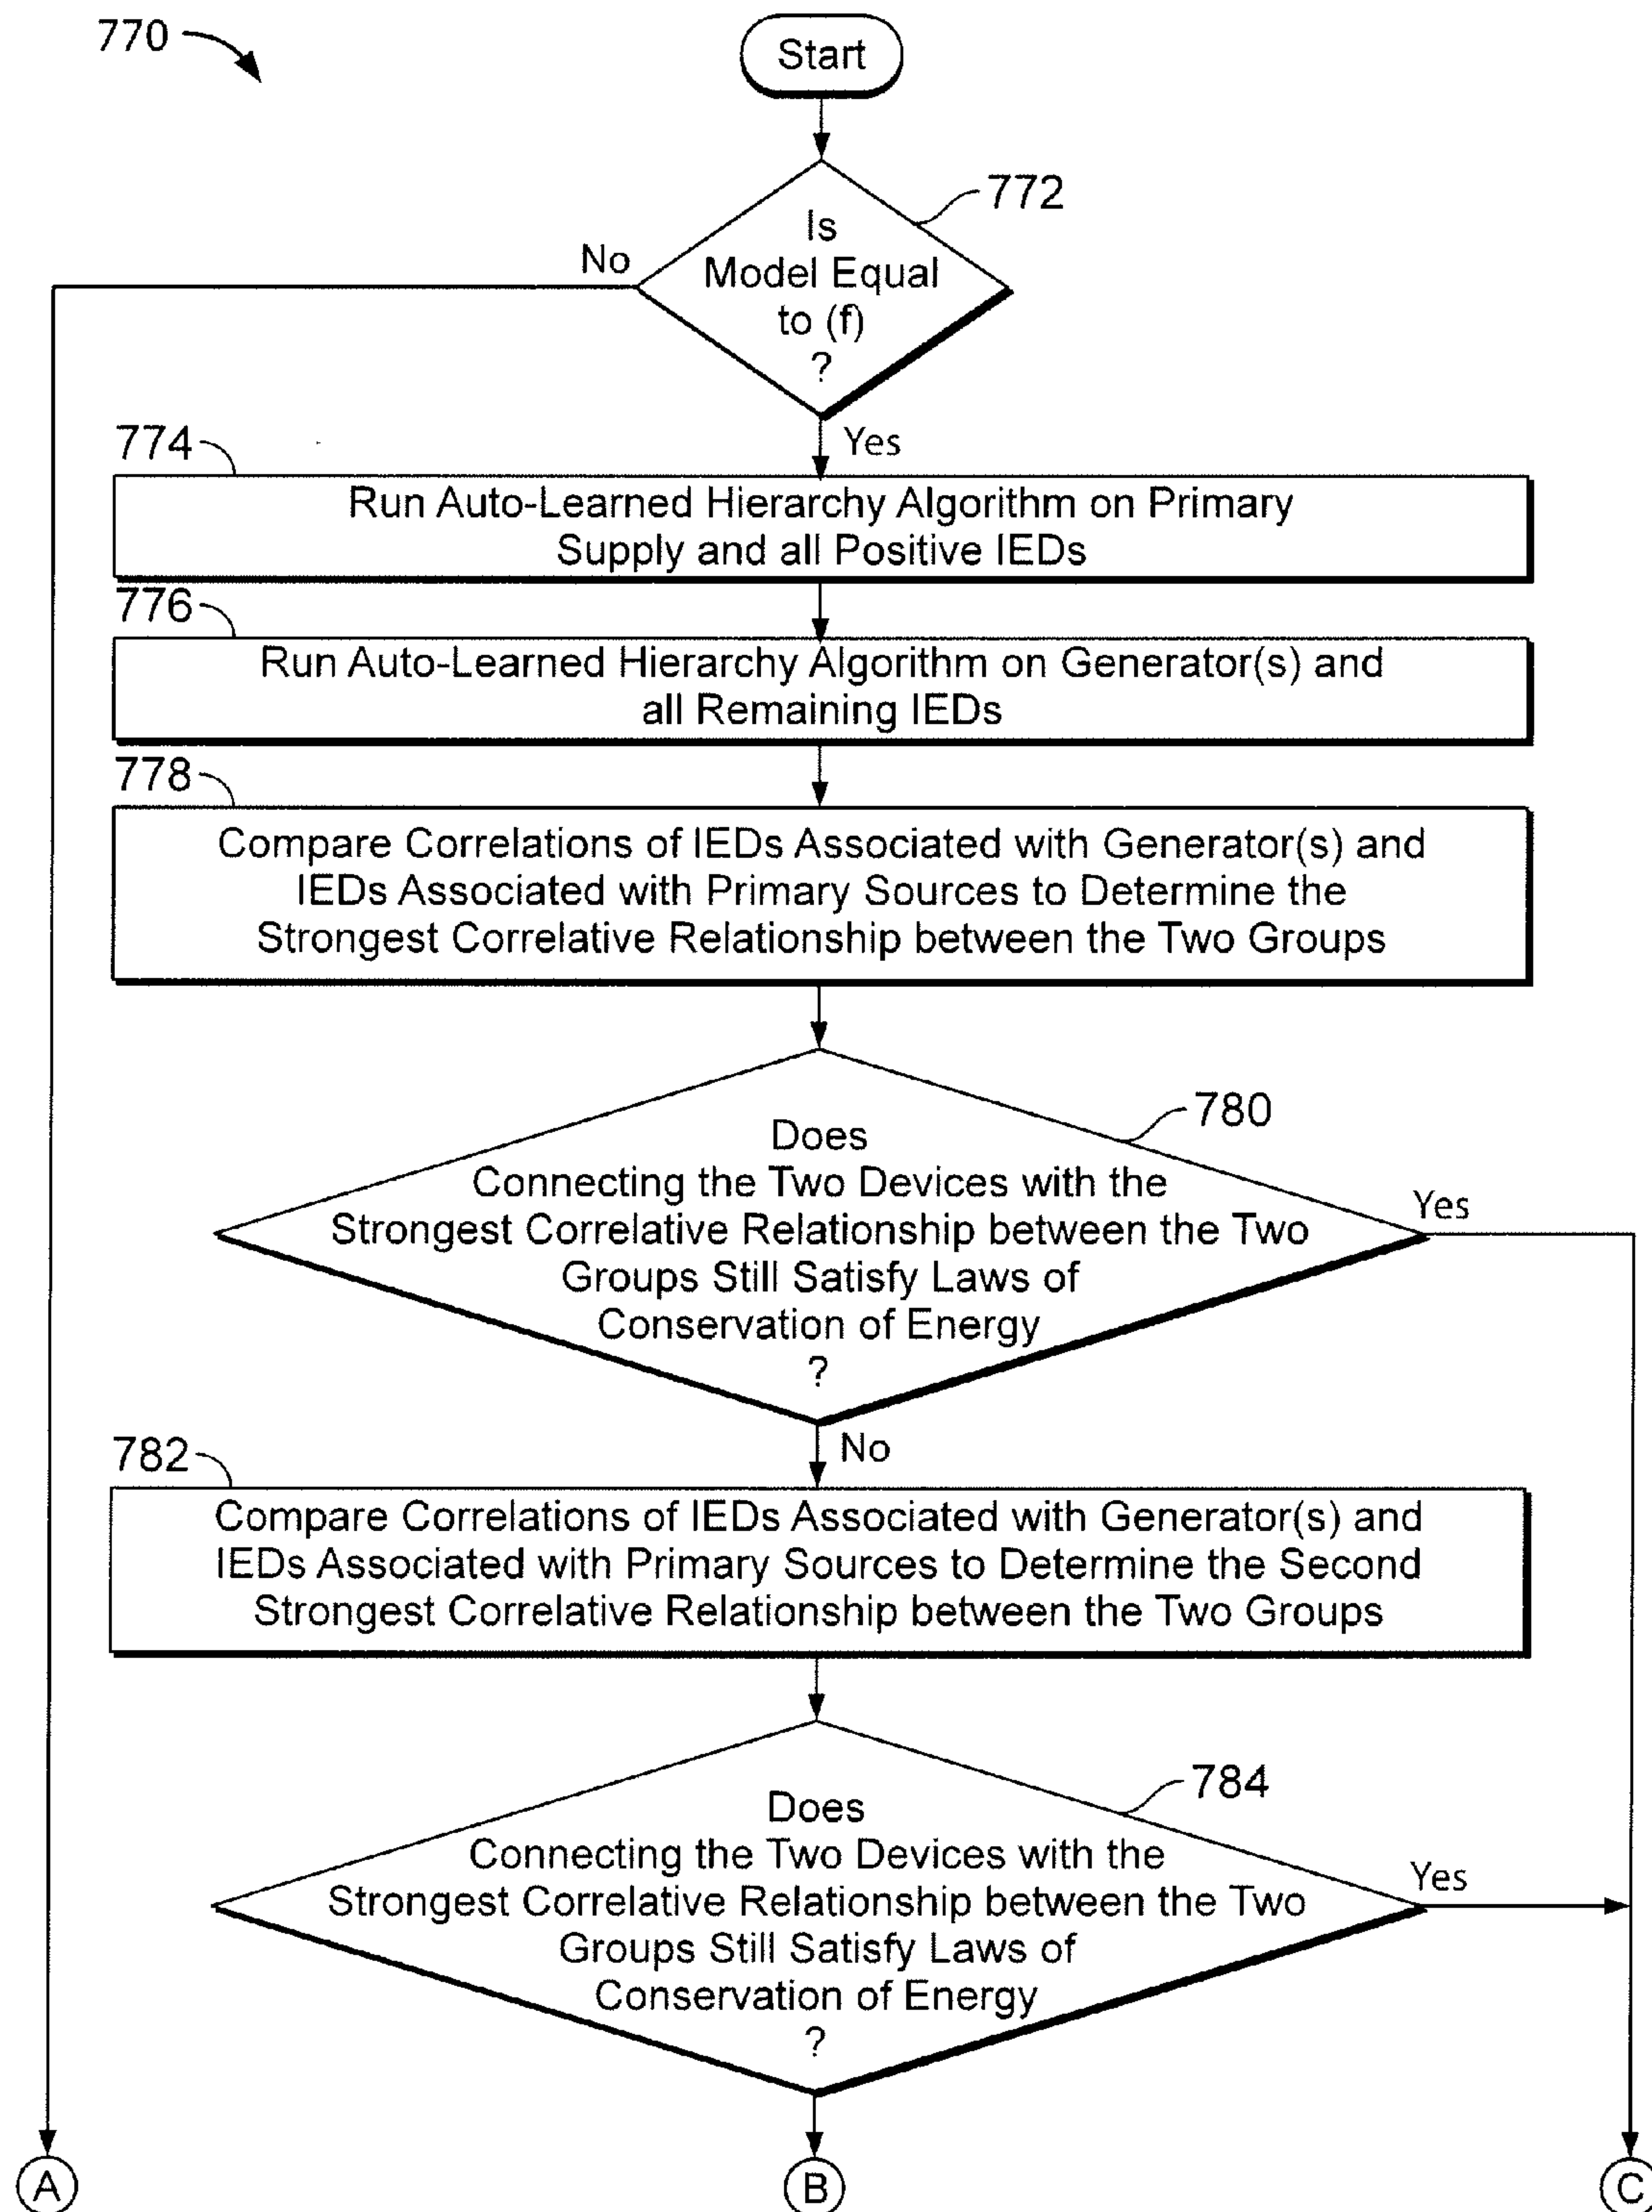 770
Start
772
Is
Model Equal
to (f)
?
No
Yes
774
Run Auto-Learned Hierarchy Algorithm on Primary
Supply and all Positive IEDs
776
Run Auto-Learned Hierarchy Algorithm on Generator(s) and
all Remaining IEDs
778
Compare Correlations of IEDs Associated with Generator(s) and
IEDs Associated with Primary Sources to Determine the
Strongest Correlative Relationship between the Two Groups
780
Does
Connecting the Two Devices with the
Strongest Correlative Relationship between the Two
Groups Still Satisfy Laws of
Conservation of Energy
?
Yes
No
782
Compare Correlations of IEDs Associated with Generator(s) and
IEDs Associated with Primary Sources to Determine the Second
Strongest Correlative Relationship between the Two Groups
784
Does
Connecting the Two Devices with the
Strongest Correlative Relationship between the Two
Groups Still Satisfy Laws of
Conservation of Energy
?
Yes
A
B
C